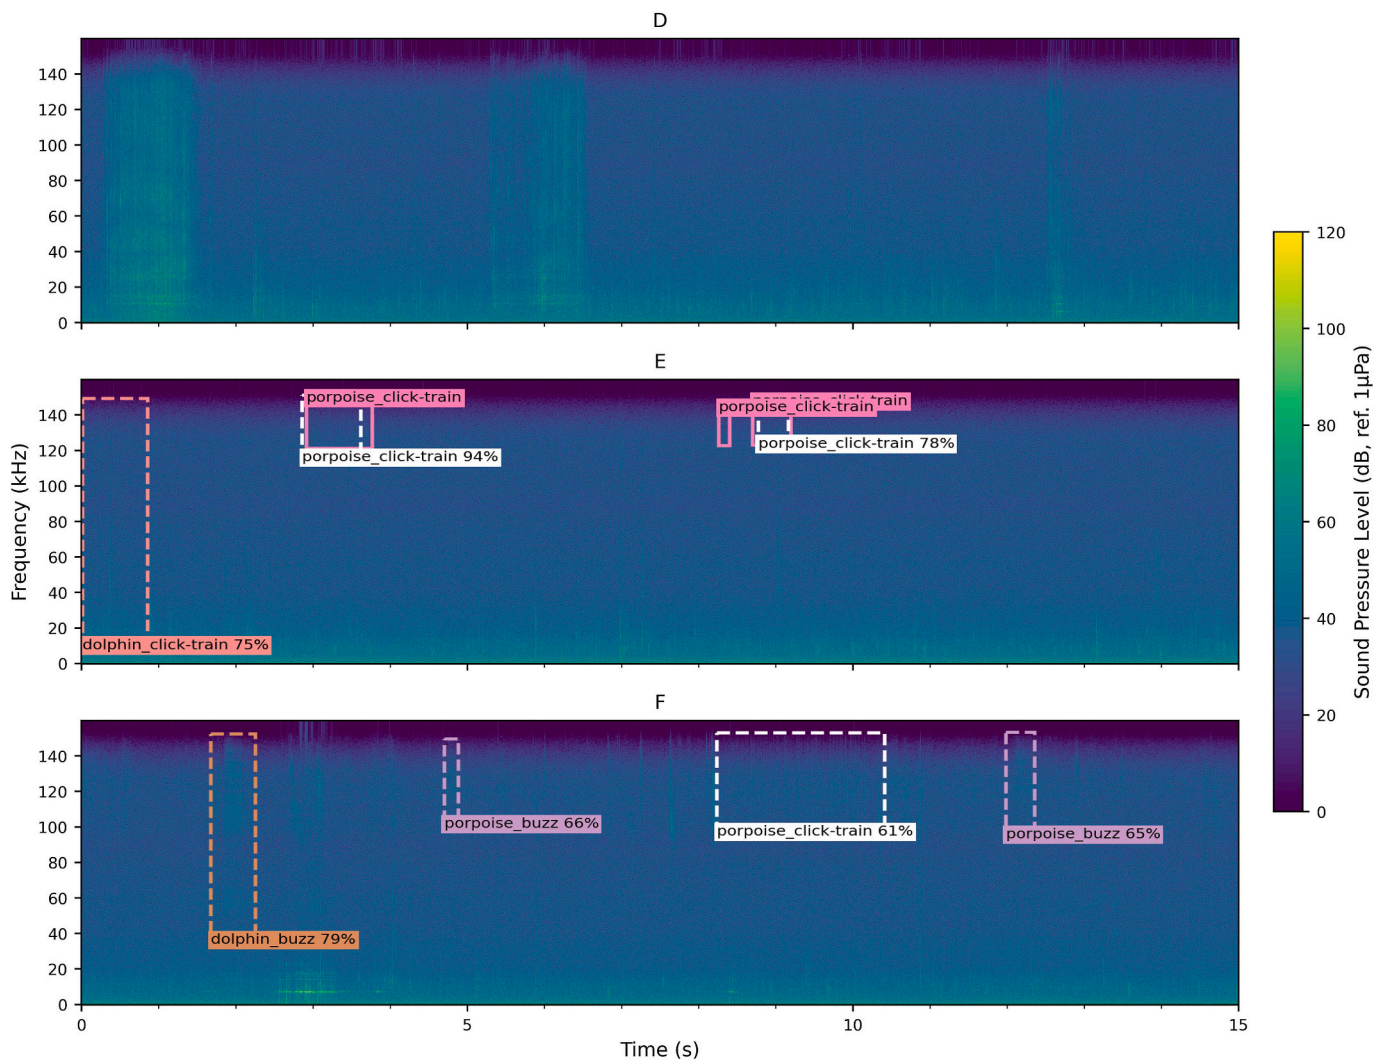 D
140
120
100
80
60
40
20
0
E
140
120
100
80
60
40
20
0
porpoise_click-train
porpoise_click-train 94%
porpoise_click-train
porpoise_click-train
porpoise_click-train 78%
dolphin_click-train 75%
Frequency (kHz)
F
140
120
100
80
60
40
20
0
porpoise_buzz 66%
porpoise_click-train 61%
porpoise_buzz 65%
dolphin_buzz 79%
0
5
10
15
Time (s)
120
100
80
60
40
20
0
Sound Pressure Level (dB, ref. 1μPa)